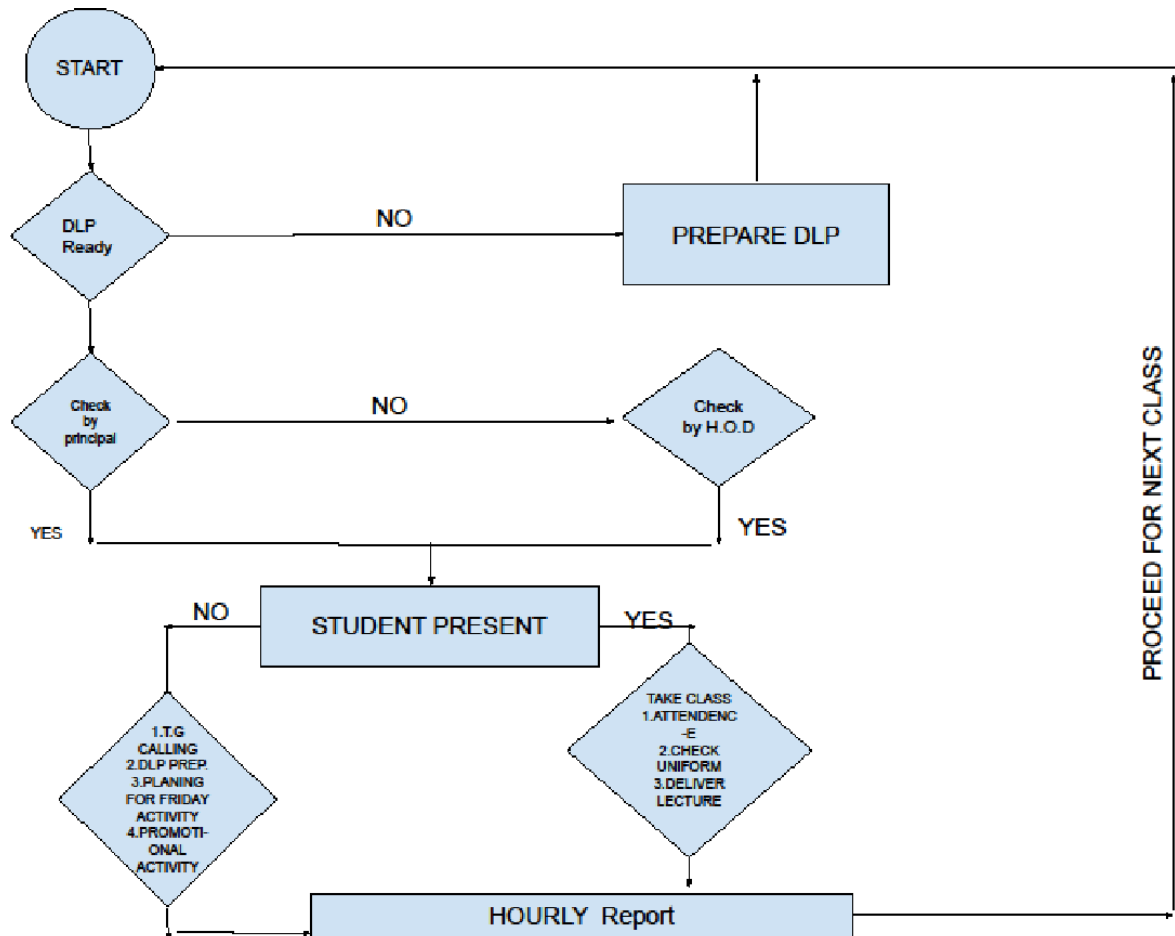 START
DLP
Ready
NO
PREPARE DLP
Check
by
principal
NO
Check
by H.O.D
YES
YES
NO
STUDENT PRESENT
YES
1.T.G
CALLING
2.DLP PREP.
3.PLANING
FOR FRIDAY
ACTIVITY
4.PROMOTI-
ONAL
ACTIVITY
TAKE CLASS
1.ATTENDENC
-E
2.CHECK
UNIFORM
3.DELIVER
LECTURE
HOURLY Report
PROCEED FOR NEXT CLASS